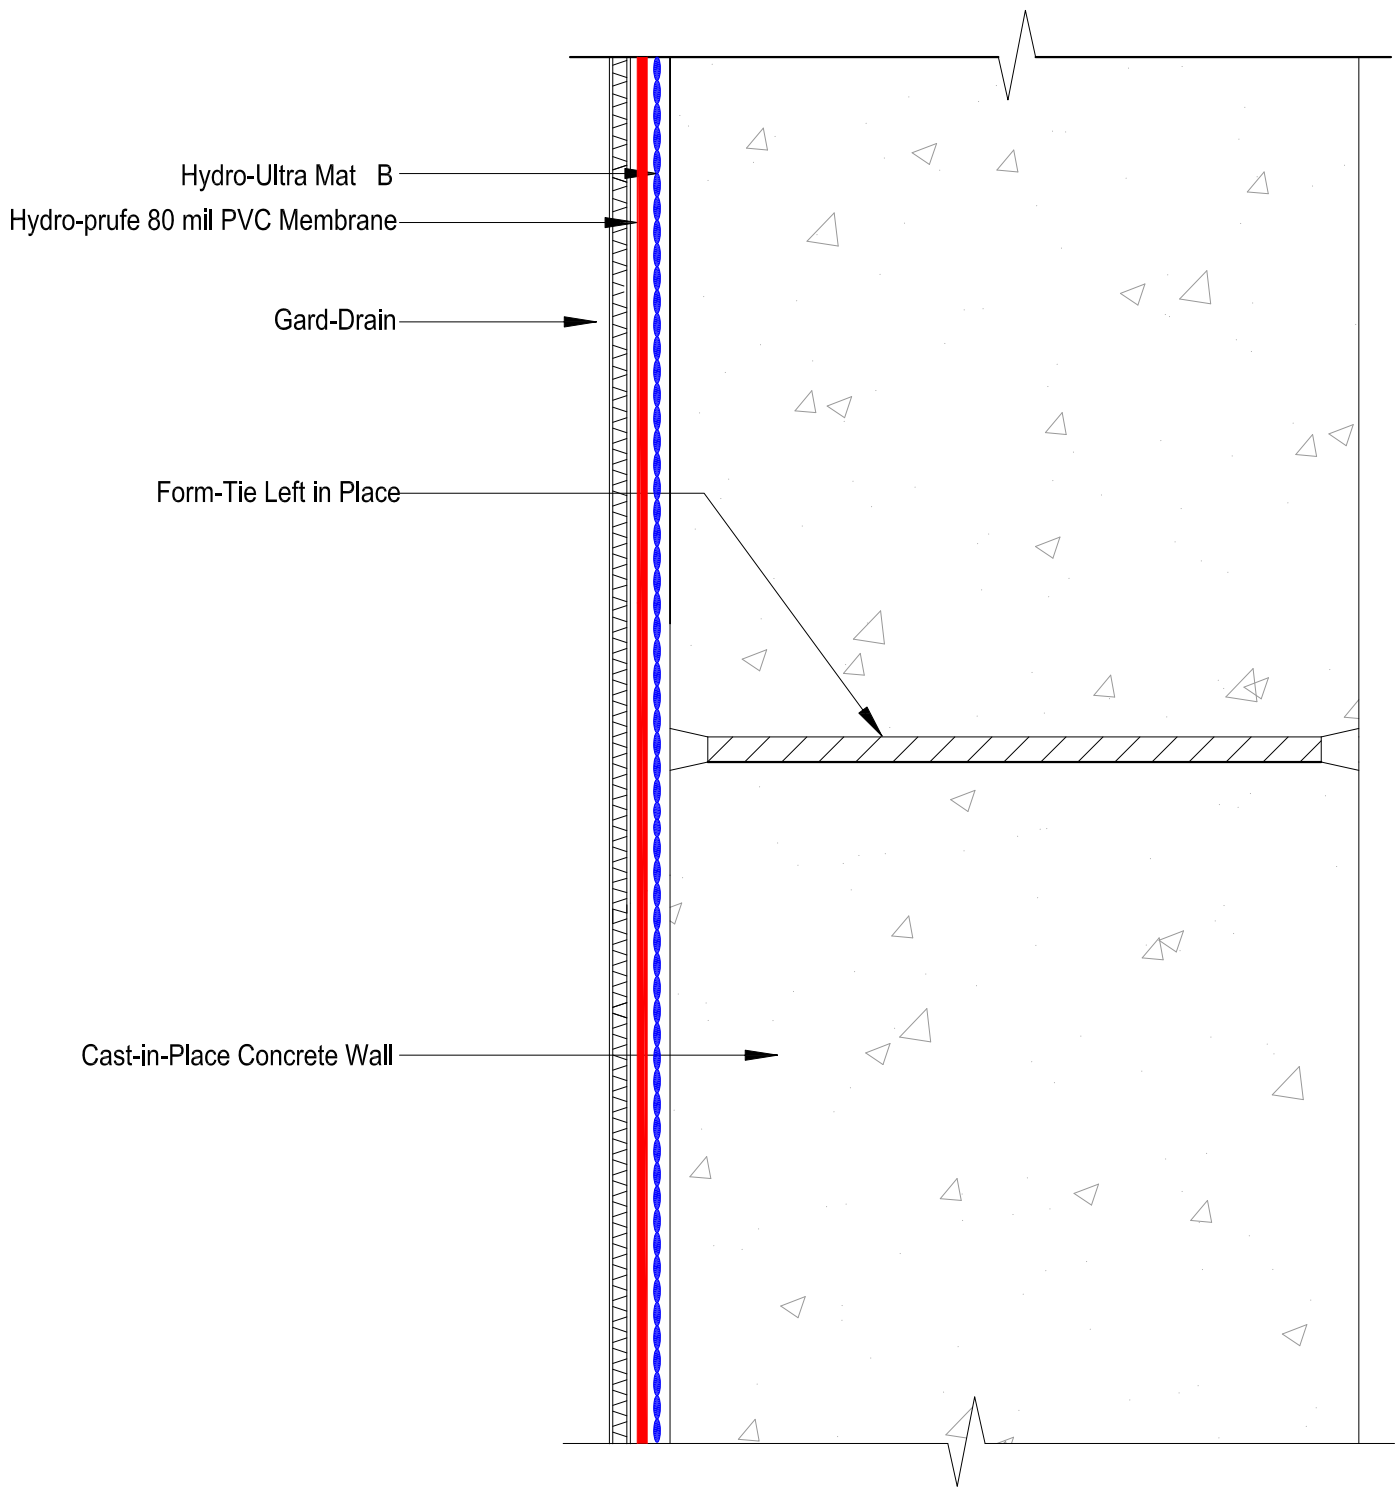 Hydro-Ultra Mat B
Hydro-prufe 80 mil PVC Membrane
Gard-Drain
Form-Tie Left in Place
Cast-in-Place Concrete Wall